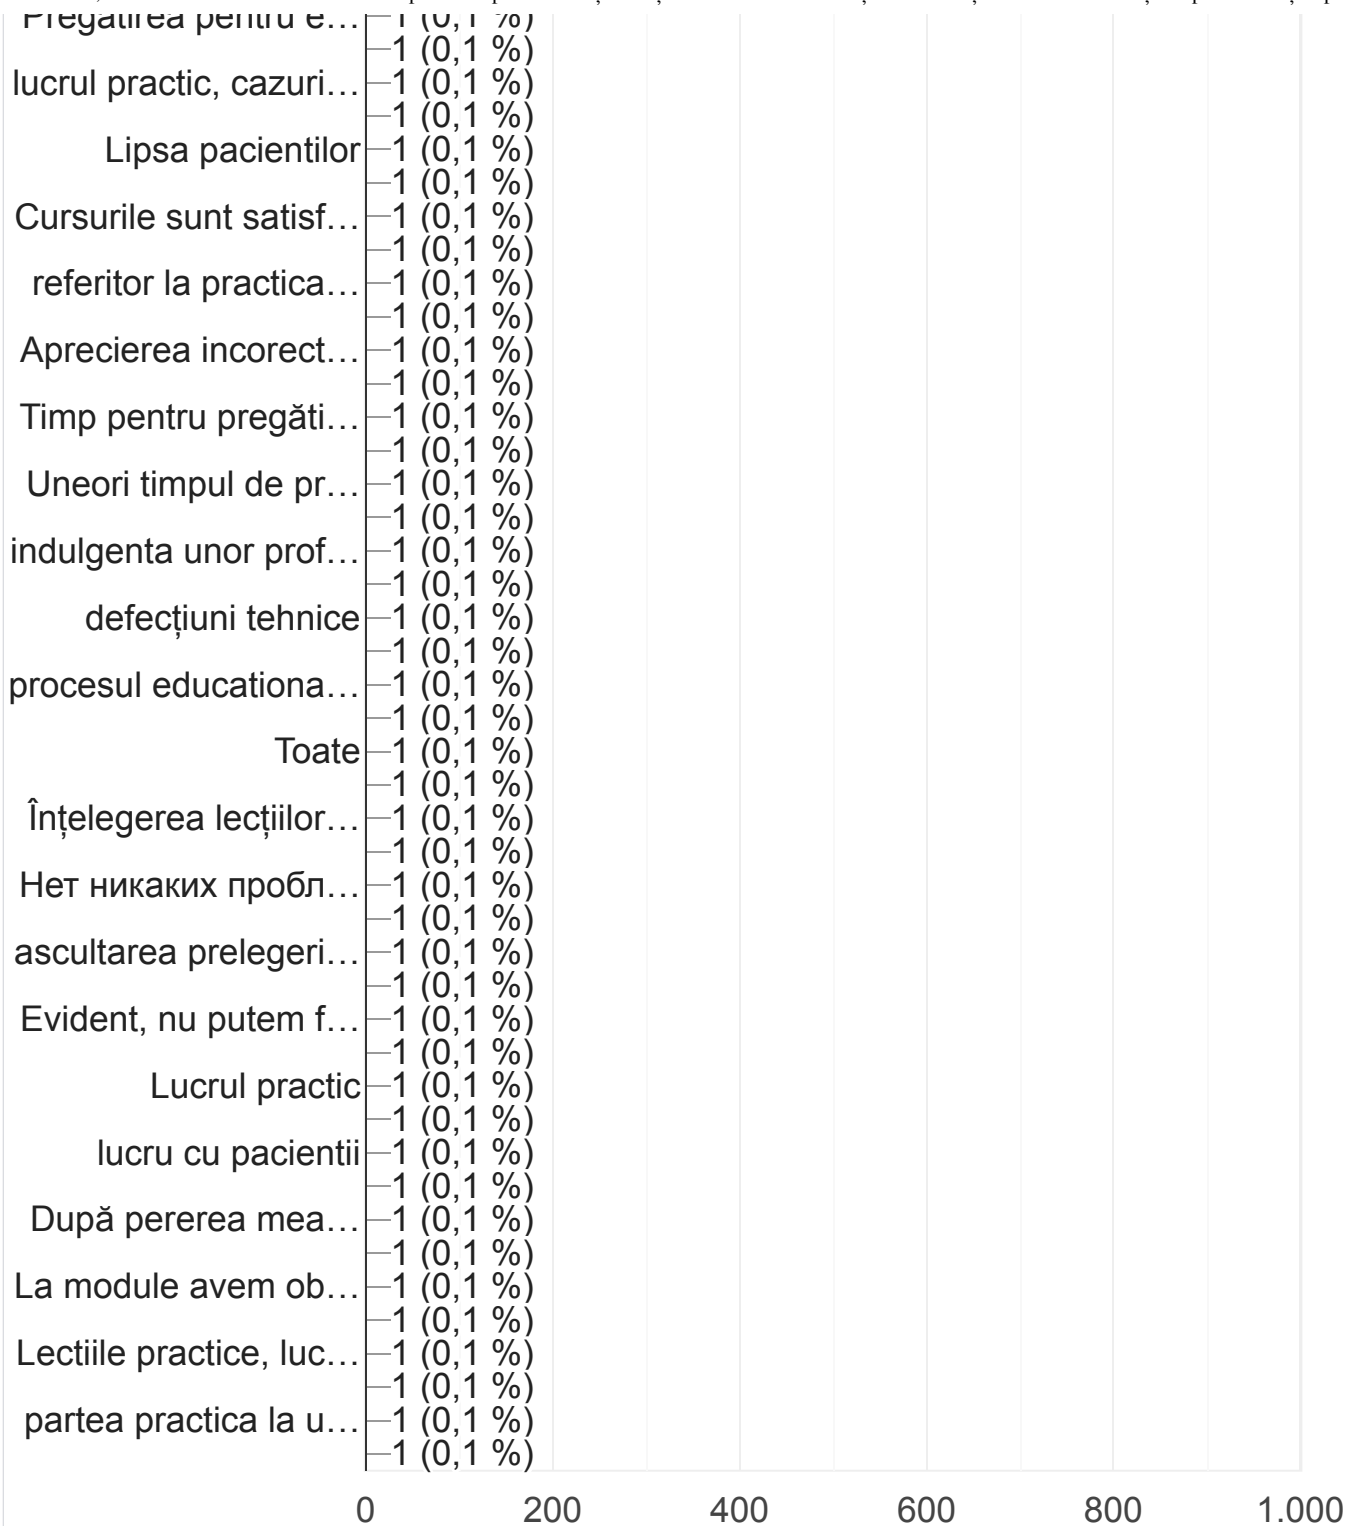 Pregatirea pentru e… 1 (0,1 %)
1 (0,1 %)
lucrul practic, cazuri… 1 (0,1 %)
1 (0,1 %)
Lipsa pacientilor 1 (0,1 %)
1 (0,1 %)
Cursurile sunt satisf… 1 (0,1 %)
1 (0,1 %)
referitor la practica… 1 (0,1 %)
1 (0,1 %)
Aprecierea incorect… 1 (0,1 %)
1 (0,1 %)
Timp pentru pregăti… 1 (0,1 %)
1 (0,1 %)
Uneori timpul de pr… 1 (0,1 %)
1 (0,1 %)
indulgenta unor prof… 1 (0,1 %)
1 (0,1 %)
defecțiuni tehnice 1 (0,1 %)
1 (0,1 %)
procesul educationa… 1 (0,1 %)
1 (0,1 %)
Toate 1 (0,1 %)
1 (0,1 %)
Înțelegerea lecțiilor… 1 (0,1 %)
1 (0,1 %)
Нет никаких пробл… 1 (0,1 %)
1 (0,1 %)
ascultarea prelegeri… 1 (0,1 %)
1 (0,1 %)
Evident, nu putem f… 1 (0,1 %)
1 (0,1 %)
Lucrul practic 1 (0,1 %)
1 (0,1 %)
lucru cu pacientii 1 (0,1 %)
1 (0,1 %)
După pererea mea… 1 (0,1 %)
1 (0,1 %)
La module avem ob… 1 (0,1 %)
1 (0,1 %)
Lectiile practice, luc… 1 (0,1 %)
1 (0,1 %)
partea practica la u… 1 (0,1 %)
1 (0,1 %)
0 200 400 600 800 1.000